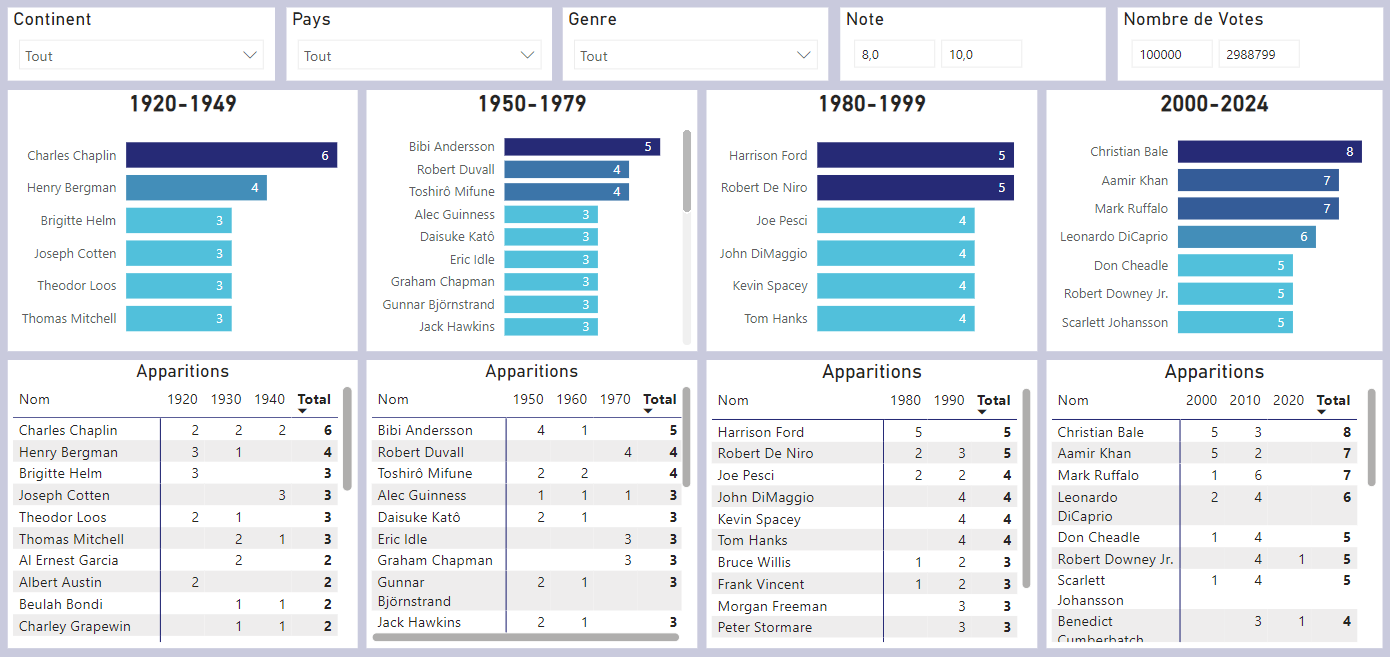 Continent
Tout
Pays
Tout
Genre
Tout
Note
8,0 10,0
Nombre de Votes
100000 2988799
1920-1949
Charles Chaplin 6
Henry Bergman 4
Brigitte Helm 3
Joseph Cotten 3
Theodor Loos 3
Thomas Mitchell 3
1950-1979
Bibi Andersson 5
Robert Duvall 4
Toshirô Mifune 4
Alec Guinness 3
Daisuke Katô 3
Eric Idle 3
Graham Chapman 3
Gunnar Björnstrand 3
Jack Hawkins 3
1980-1999
Harrison Ford 5
Robert De Niro 5
Joe Pesci 4
John DiMaggio 4
Kevin Spacey 4
Tom Hanks 4
2000-2024
Christian Bale 8
Aamir Khan 7
Mark Ruffalo 7
Leonardo DiCaprio 6
Don Cheadle 5
Robert Downey Jr. 5
Scarlett Johansson 5
Apparitions
Nom 1920 1930 1940 Total
Charles Chaplin 2 2 2 6
Henry Bergman 3 1 4
Brigitte Helm 3 3
Joseph Cotten 3 3
Theodor Loos 2 1 3
Thomas Mitchell 2 1 3
Al Ernest Garcia 2 2
Albert Austin 2 2
Beulah Bondi 1 1 2
Charley Grapewin 1 1 2
Apparitions
Nom 1950 1960 1970 Total
Bibi Andersson 4 1 5
Robert Duvall 4 4
Toshirô Mifune 2 2 4
Alec Guinness 1 1 1 3
Daisuke Katô 2 1 3
Eric Idle 3 3
Graham Chapman 3 3
Gunnar 2 1 3
Björnstrand
Jack Hawkins 2 1 3
Apparitions
Nom 1980 1990 Total
Harrison Ford 5 5
Robert De Niro 2 3 5
Joe Pesci 2 2 4
John DiMaggio 4 4
Kevin Spacey 4 4
Tom Hanks 4 4
Bruce Willis 1 2 3
Frank Vincent 1 2 3
Morgan Freeman 3 3
Peter Stormare 3 3
Apparitions
Nom 2000 2010 2020 Total
Christian Bale 5 3 8
Aamir Khan 5 2 7
Mark Ruffalo 1 6 7
Leonardo 2 4 6
DiCaprio
Don Cheadle 1 4 5
Robert Downey Jr. 4 1 5
Scarlett 1 4 5
Johansson
Benedict 3 1 4
Cumberbatch